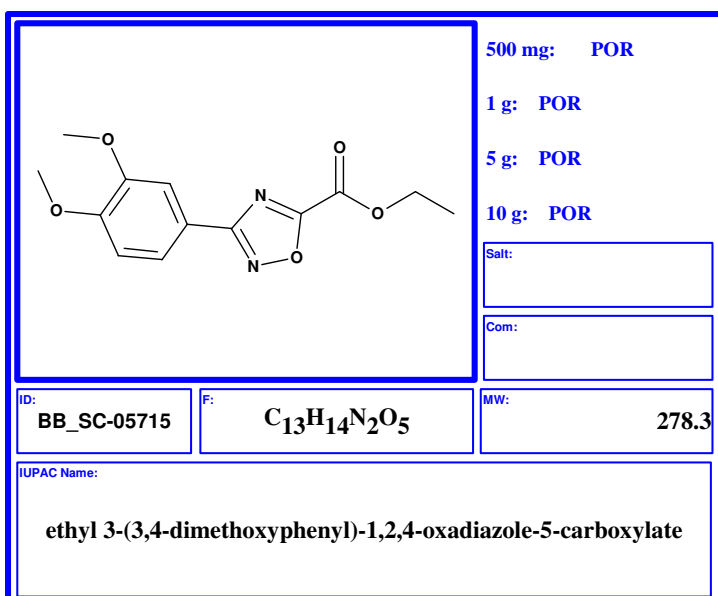 500 mg: POR
1 g: POR
5 g: POR
10 g: POR
O
O
O
O
N
N
O
Salt:
Com:
ID:
BB_SC-05715
F:
C13H14N2O5
MW:
278.3
IUPAC Name:
ethyl 3-(3,4-dimethoxyphenyl)-1,2,4-oxadiazole-5-carboxylate